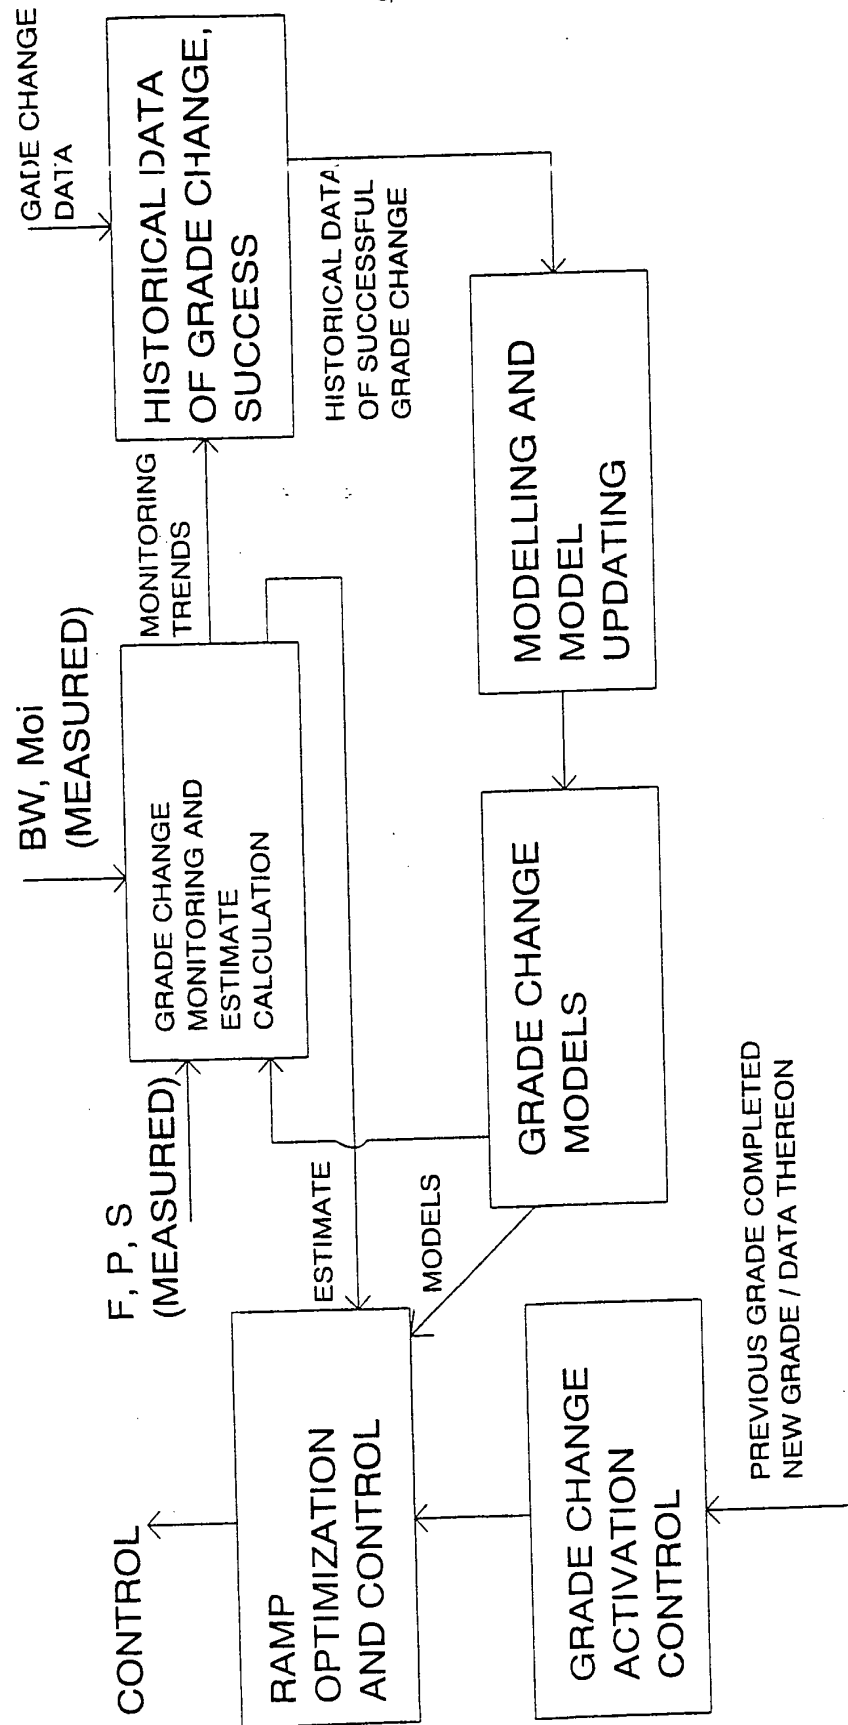 CONTROL
F, P, S
(MEASURED)
BW, Moi
(MEASURED)
GADE CHANGE
DATA
RAMP
OPTIMIZATION
AND CONTROL
ESTIMATE
MODELS
GRADE CHANGE
MONITORING AND
ESTIMATE
CALCULATION
MONITORING
TRENDS
HISTORICAL DATA
OF GRADE CHANGE,
SUCCESS
HISTORICAL DATA
OF SUCCESSFUL
GRADE CHANGE
GRADE CHANGE
ACTIVATION
CONTROL
GRADE CHANGE
MODELS
MODELLING AND
MODEL
UPDATING
PREVIOUS GRADE COMPLETED
NEW GRADE / DATA THEREON